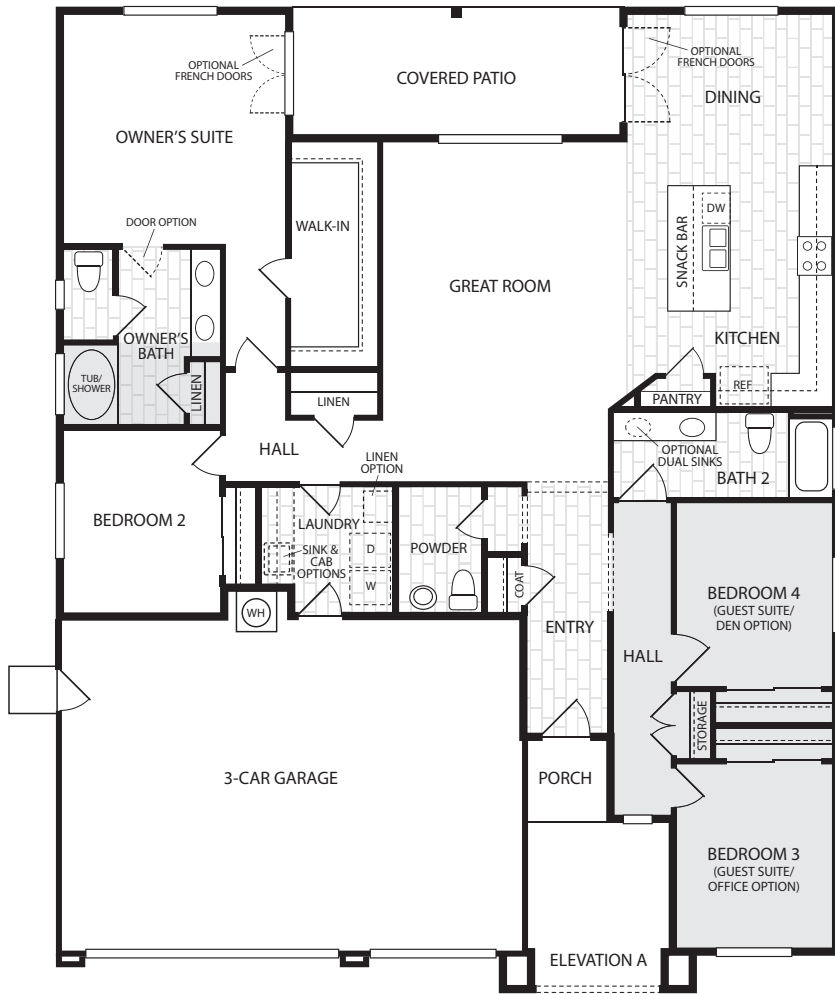 OPTIONAL
FRENCH DOORS
COVERED PATIO
OPTIONAL
FRENCH DOORS
DINING
OWNER'S SUITE
DOOR OPTION
WALK-IN
DW
SNACK BAR
GREAT ROOM
KITCHEN
OWNER'S
BATH
TUB/
SHOWER
LINEN
LINEN
REF
PANTRY
HALL
LINEN
OPTION
OPTIONAL
DUAL SINKS
BATH 2
BEDROOM 2
LAUNDRY
SINK &
CAB
OPTIONS
D
W
POWDER
COAT
WH
ENTRY
HALL
BEDROOM 4
(GUEST SUITE/
DEN OPTION)
STORAGE
3-CAR GARAGE
PORCH
BEDROOM 3
(GUEST SUITE/
OFFICE OPTION)
ELEVATION A